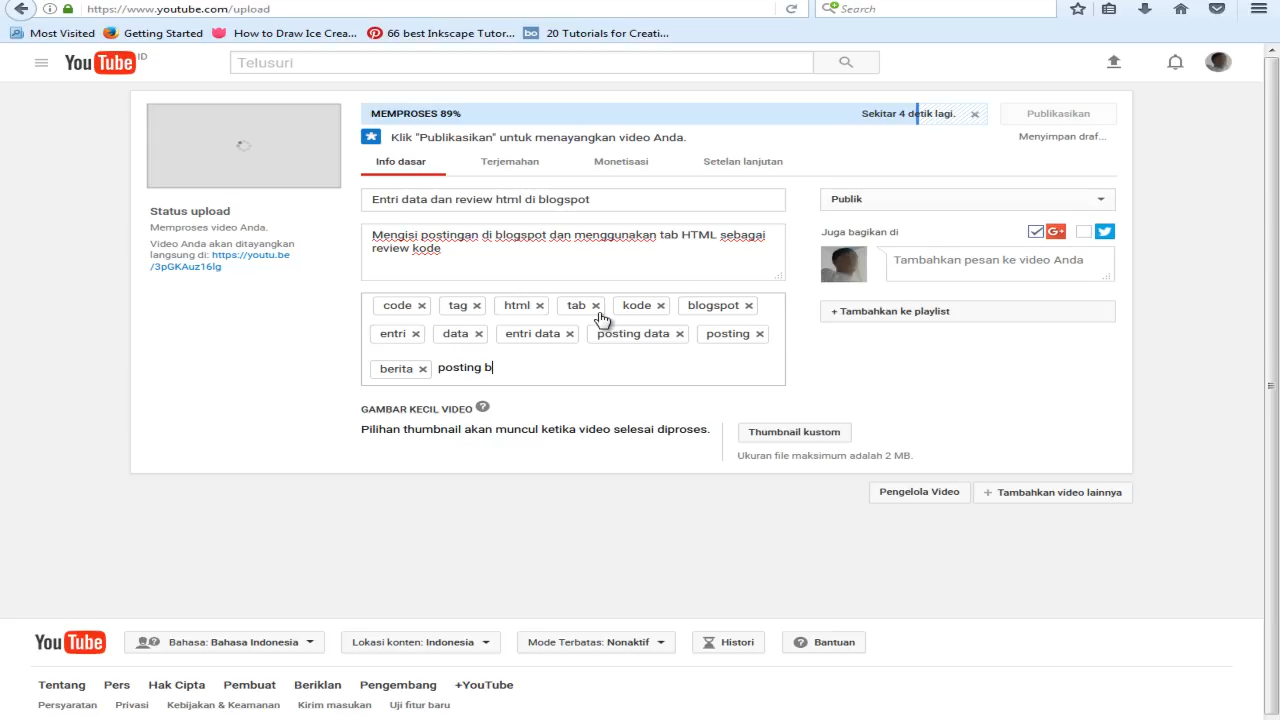 https://www.youtube.com/upload
Search
Most Visited
Getting Started
How to Draw Ice Crea...
66 best Inkscape Tutor...
bo
20 Tutorials for Creati...
YouTube ID
Telusuri
MEMPROSES 89%
Sekitar 4 detik lagi.
Publikasikan
Klik "Publikasikan" untuk menayangkan video Anda.
Menyimpan draf...
Info dasar
Terjemahan
Monetisasi
Setelan lanjutan
Status upload
Memproses video Anda.
Video Anda akan ditayangkan
langsung di: https://youtu.be
/3pGKAuz16lg
Entri data dan review html di blogspot
Mengisi postingan di blogspot dan menggunakan tab HTML sebagai
review kode
code
tag
html
tab
kode
blogspot
entri
data
entri data
posting data
posting
berita
posting b
Publik
Juga bagikan di
G+
Tambahkan pesan ke video Anda
+ Tambahkan ke playlist
GAMBAR KECIL VIDEO ?
Pilihan thumbnail akan muncul ketika video selesai diproses.
Thumbnail kustom
Ukuran file maksimum adalah 2 MB.
Pengelola Video
+ Tambahkan video lainnya
YouTube
Bahasa: Bahasa Indonesia
Lokasi konten: Indonesia
Mode Terbatas: Nonaktif
Histori
? Bantuan
Tentang
Pers
Hak Cipta
Pembuat
Beriklan
Pengembang
+YouTube
Persyaratan
Privasi
Kebijakan & Keamanan
Kirim masukan
Uji fitur baru